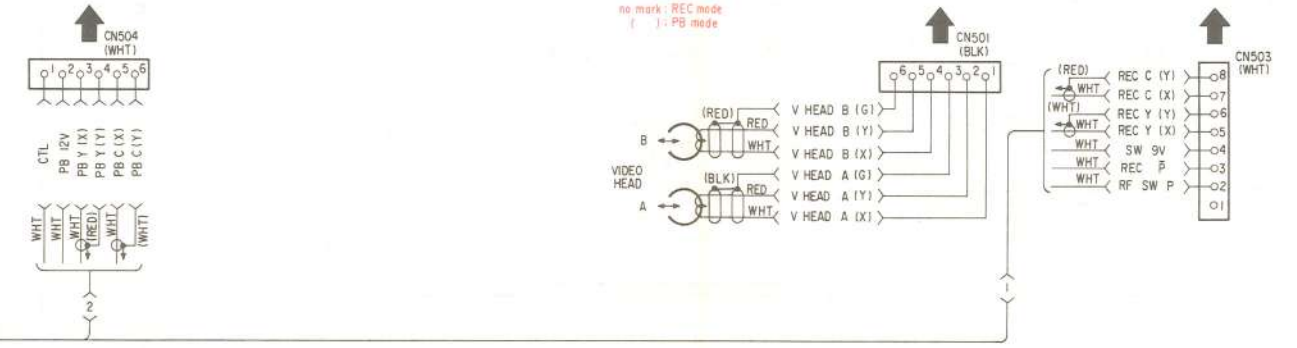 no mark : REC mode
( ) : PB mode
CN504
(WHT)
1 2 3 4 5 6
CTL
PB 12V
PB Y (X)
PB Y (Y)
PB C (X)
PB C (Y)
WHT
WHT
WHT
(RED)
WHT
(WHT)
2
CN501
(BLK)
6 5 4 3 2 1
(RED)
V HEAD B (G)
RED
V HEAD B (Y)
B
WHT
V HEAD B (X)
VIDEO
HEAD
(BLK)
V HEAD A (G)
RED
V HEAD A (Y)
A
WHT
V HEAD A (X)
CN503
(WHT)
(RED)
REC C (Y) 8
WHT
REC C (X) 7
(WHT)
REC Y (Y) 6
WHT
REC Y (X) 5
WHT
SW 9V 4
WHT
REC P̄ 3
WHT
RF SW P 2
1
1